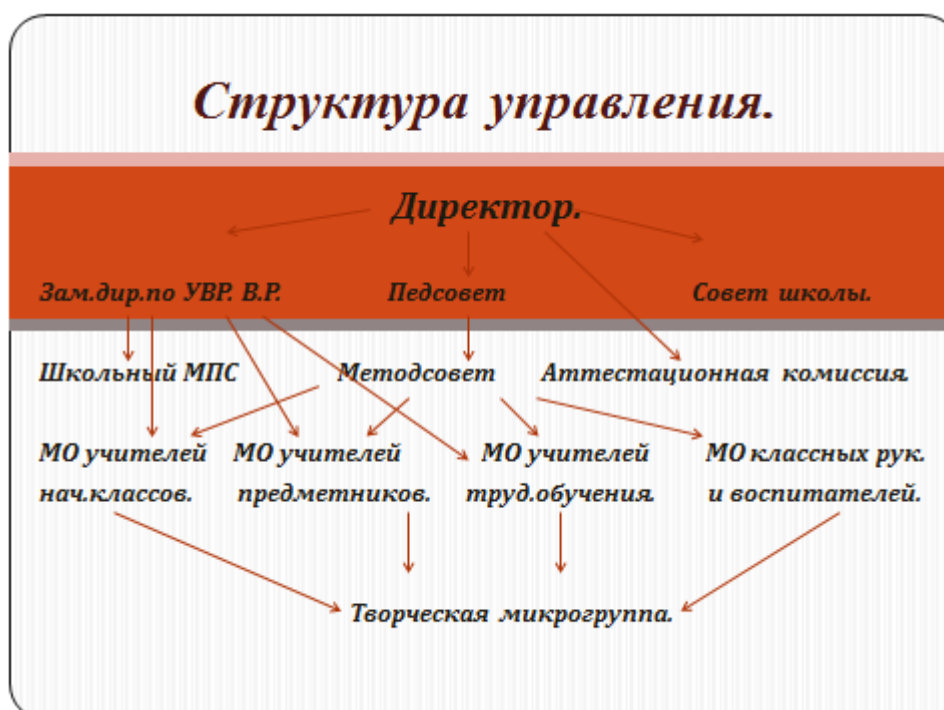 Структура управления.
Директор.
Зам.дир.по УВР. В.Р. Педсовет Совет школы.
Школьный МПС Методсовет Аттестационная комиссия.
МО учителей МО учителей МО учителей МО классных рук.
нач.классов. предметников. труд.обучения. и воспитателей.
Творческая микрогруппа.